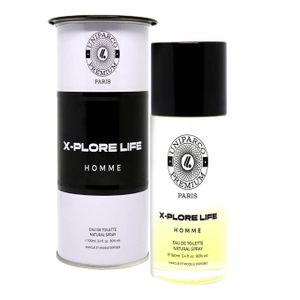 UNIPARCO
PREMIUM
PARIS
X-PLORE LIFE
HOMME
EAU DE TOILETTE
NATURAL SPRAY
UNIPARCO
PREMIUM
PARIS
X-PLORE LIFE
HOMME
EAU DE TOILETTE
NATURAL SPRAY